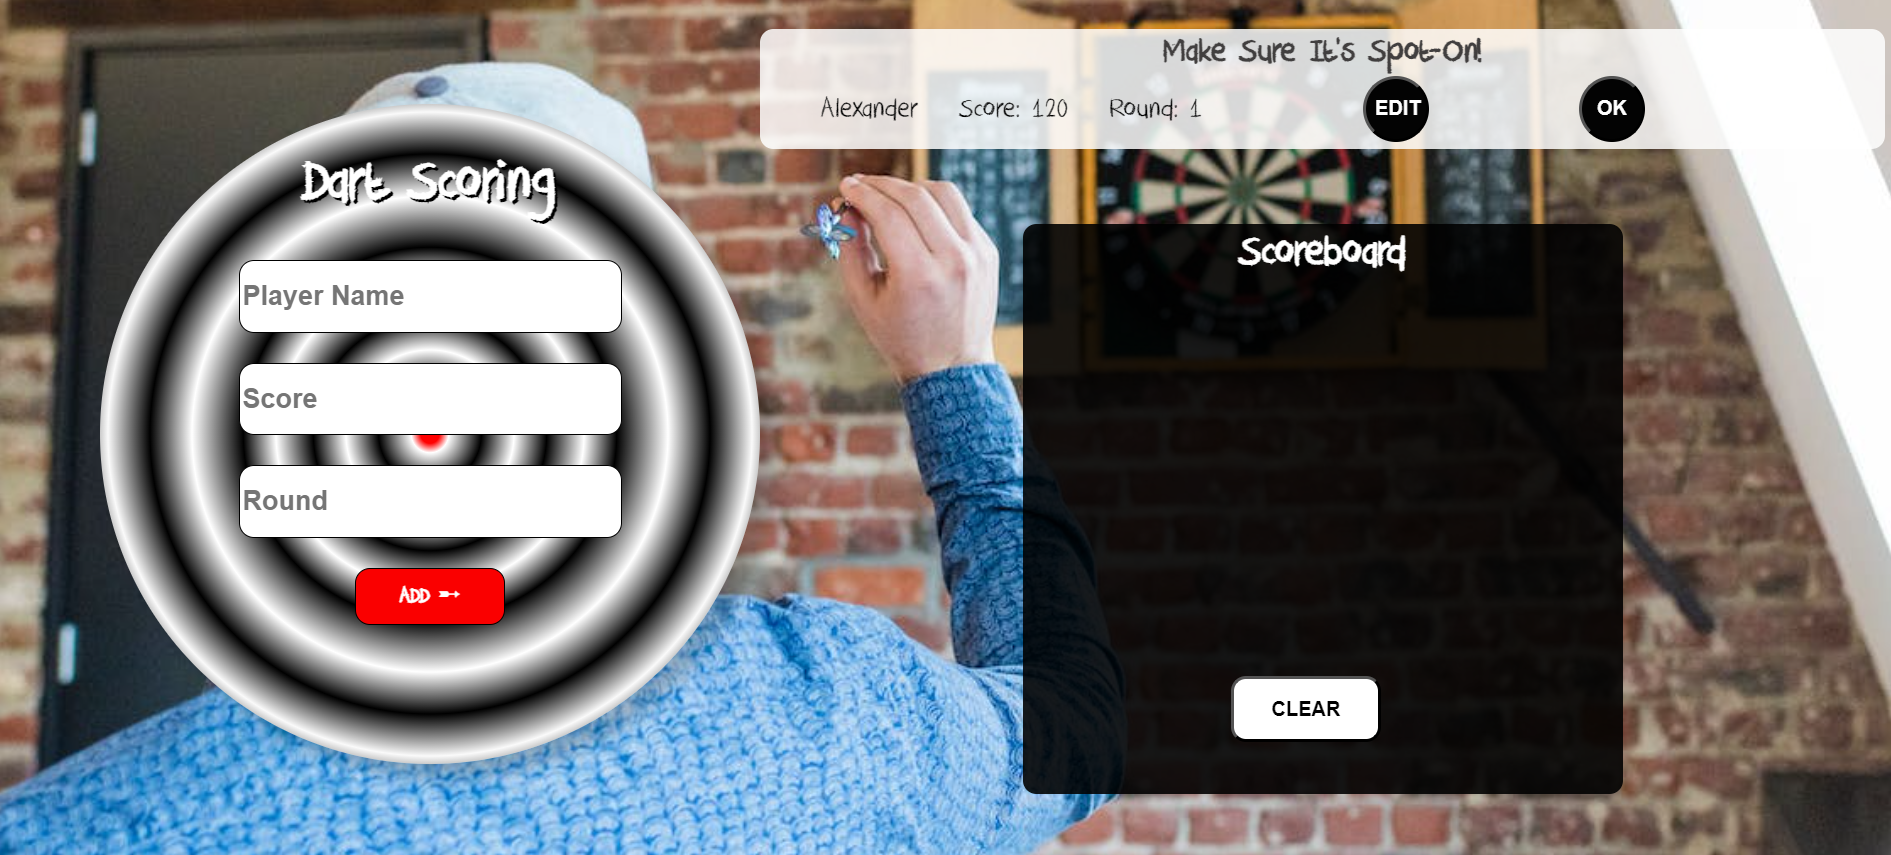 Make Sure It's Spot-On!
Alexander Score: 120 Round: 1 EDIT OK
Dart Scoring
Player Name
Score
Round
ADD ➳
Scoreboard
CLEAR